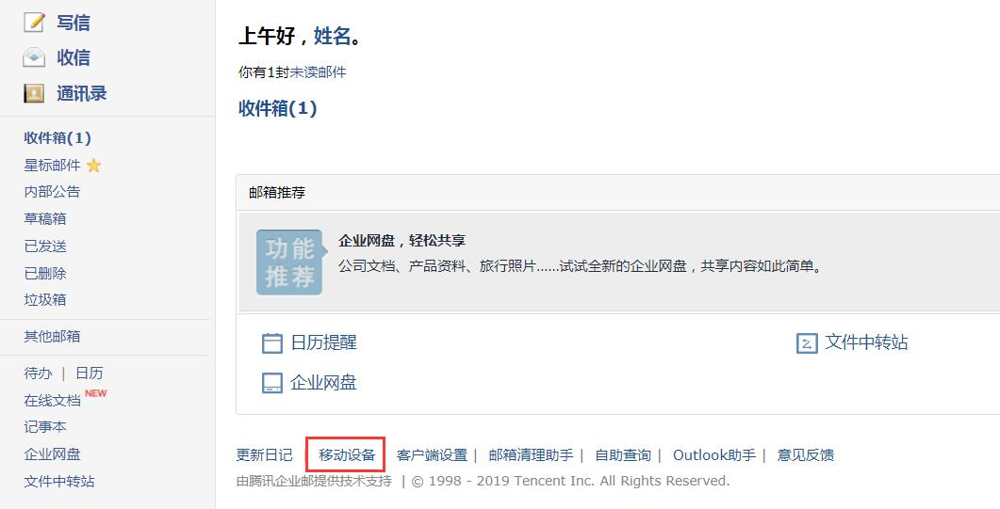 写信
收信
通讯录
收件箱(1)
星标邮件
内部公告
草稿箱
已发送
已删除
垃圾箱
其他邮箱
待办 | 日历
在线文档 NEW
记事本
企业网盘
文件中转站
上午好，姓名。
你有1封未读邮件
收件箱(1)
邮箱推荐
功能
推荐
企业网盘，轻松共享
公司文档、产品资料、旅行照片……试试全新的企业网盘，共享内容如此简单。
日历提醒
文件中转站
企业网盘
更新日记 | 移动设备 客户端设置 | 邮箱清理助手 | 自助查询 | Outlook助手 | 意见反馈
由腾讯企业邮提供技术支持 | © 1998 - 2019 Tencent Inc. All Rights Reserved.